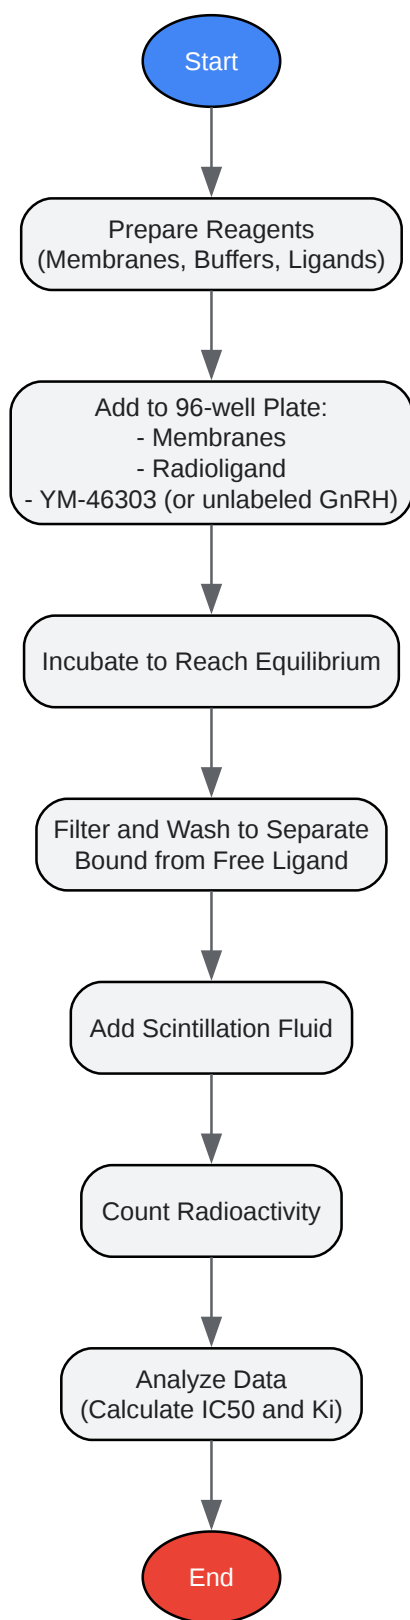 Start
Prepare Reagents
(Membranes, Buffers, Ligands)
Add to 96-well Plate:
- Membranes
- Radioligand
- YM-46303 (or unlabeled GnRH)
Incubate to Reach Equilibrium
Filter and Wash to Separate
Bound from Free Ligand
Add Scintillation Fluid
Count Radioactivity
Analyze Data
(Calculate IC50 and Ki)
End